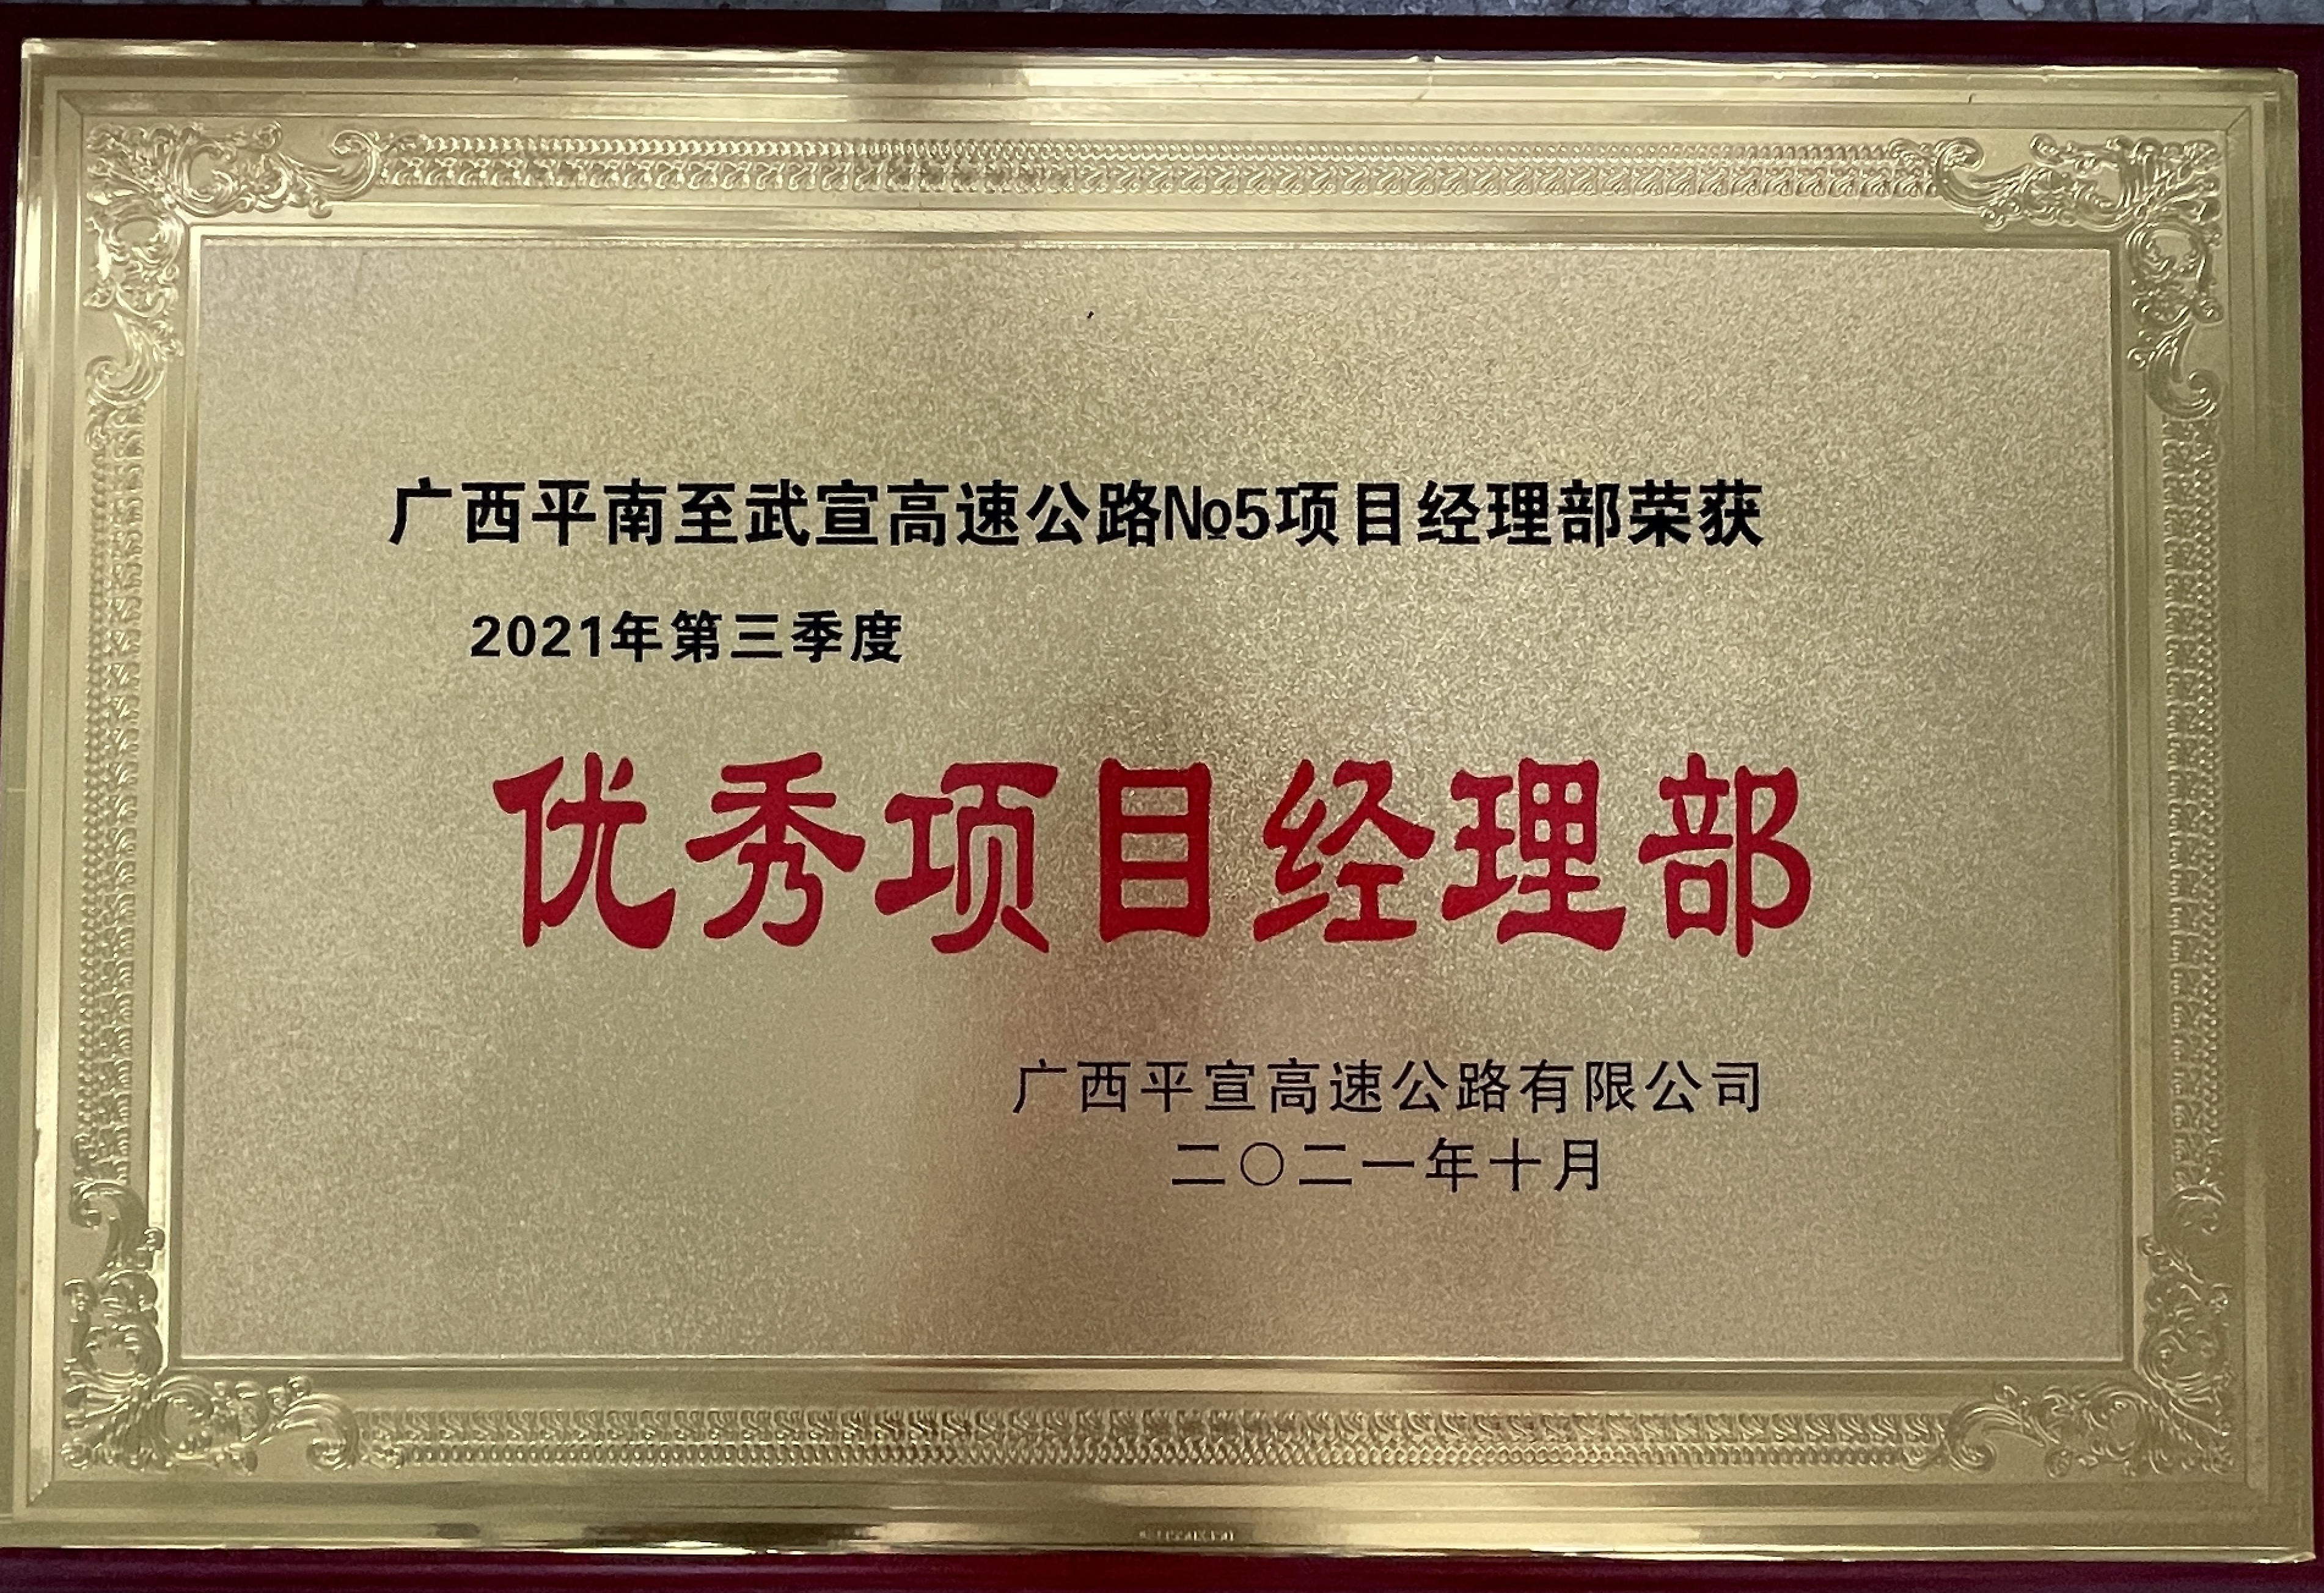 广西平南至武宣高速公路№5项目经理部荣获
2021年第三季度
优秀项目经理部
广西平宣高速公路有限公司
二〇二一年十月